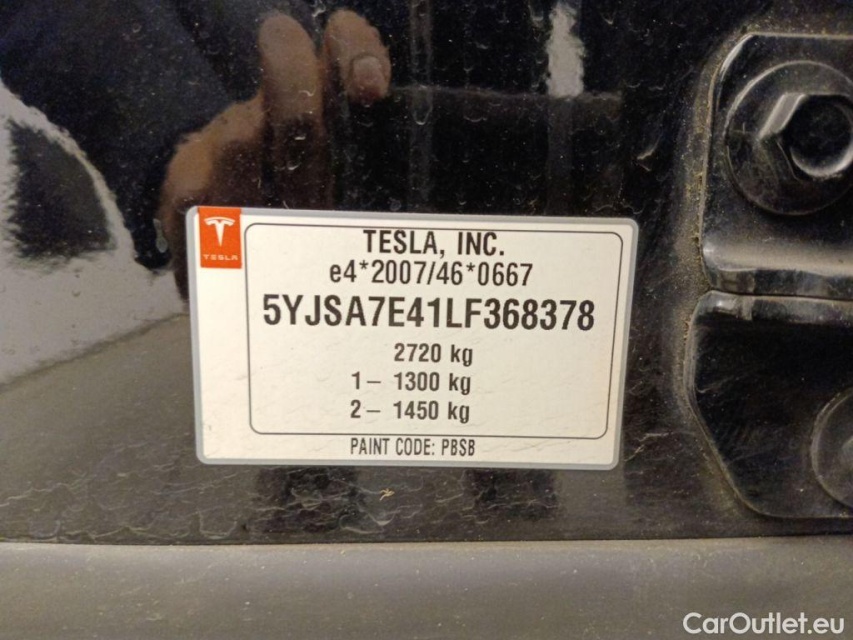 TESLA
TESLA, INC.
e4*2007/46*0667
5YJSA7E41LF368378
2720 kg
1 – 1300 kg
2 – 1450 kg
PAINT CODE: PBSB
CarOutlet.eu